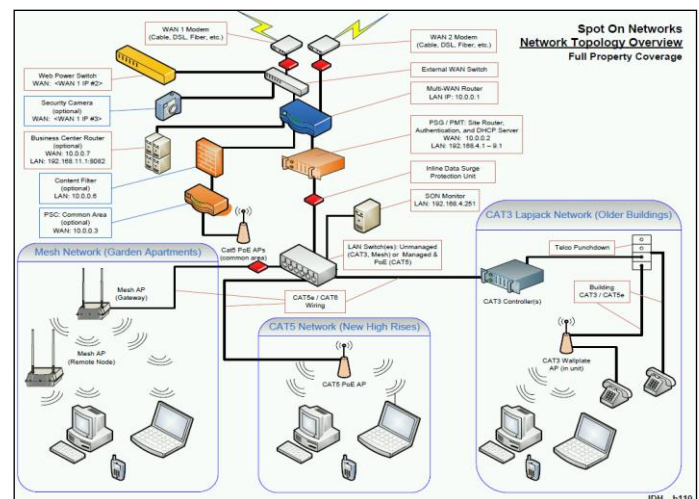 Spot On Networks
Network Topology Overview
Full Property Coverage
WAN 1 Modem
(Cable, DSL, Fiber, etc.)
WAN 2 Modem
(Cable, DSL, Fiber, etc.)
Web Power Switch
WAN: <WAN 1 IP #2>
External WAN Switch
Security Camera
(optional)
WAN: <WAN 1 IP #3>
Multi-WAN Router
LAN IP: 10.0.0.1
Business Center Router
(optional)
WAN: 10.0.0.7
LAN: 192.168.11.1:8082
PSG / PMT: Site Router,
Authentication, and DHCP Server
WAN: 10.0.0.2
LAN: 192.168.4.1 – 9.1
Content Filter
(optional)
LAN: 10.0.0.6
Inline Data Surge
Protection Unit
PSC: Common Area
(optional)
WAN: 10.0.0.3
SON Monitor
LAN: 192.168.4.251
Cat5 PoE APs
(common area)
LAN Switch(es): Unmanaged
(CAT3, Mesh) or Managed &
PoE (CAT5)
Mesh Network (Garden Apartments)
Mesh AP
(Gateway)
Mesh AP
(Remote Node)
CAT5e / CAT6
Wiring
CAT5 Network (New High Rises)
CAT5 PoE AP
CAT3 Lapjack Network (Older Buildings)
Telco Punchdown
CAT3 Controller(s)
Building
CAT3 / CAT5e
CAT3 Wallplate
AP (in unit)